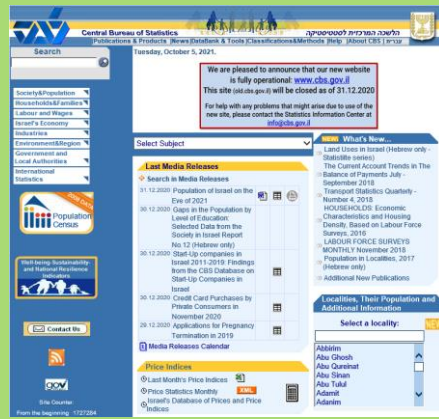 Central Bureau of Statistics
הלשכה המרכזית לסטטיסטיקה
Publications & Products |News|DataBank & Tools |Classifications&Methods |Help |About CBS | עברית
Search
Tuesday, October 5, 2021.
We are pleased to announce that our new website
is fully operational: www.cbs.gov.il
This site (old.cbs.gov.il) will be closed as of 31.12.2020
For help with any problems that might arise due to use of the
new site, please contact the Statistics Information Center at
info@cbs.gov.il
Society&Population
Households&Families
Labour and Wages
Israel's Economy
Industries
Environment&Region
Government and
Local Authorities
International
Statistics
Population
Census
Well-being-Sustainability-
and National Resilience
Indicators
Contact Us
gov
Site Counter
From the beginning 1727284
Select Subject
Last Media Releases
Search in Media Releases
31.12.2020 Population of Israel on the
Eve of 2021
30.12.2020 Gaps in the Population by
Level of Education:
Selected Data from the
Society in Israel Report
No.12 (Hebrew only)
30.12.2020 Start-Up companies in
Israel 2011-2019: Findings
from the CBS Database on
Start-Up Companies in
Israel
30.12.2020 Credit Card Purchases by
Private Consumers in
November 2020
29.12.2020 Applications for Pregnancy
Termination in 2019
Media Releases Calendar
Price Indices
Last Month's Price Indices
Price Statistics Monthly XML
Israel's Database of Prices and Price
Indices
NEW What's New...
Land Uses in Israel (Hebrew only -
Statistilite series)
The Current Account Trends in The
Balance of Payments July -
September 2018
Transport Statistics Quarterly -
Number 4, 2018
HOUSEHOLDS: Economic
Characteristics and Housing
Density, Based on Labour Force
Surveys, 2016
LABOUR FORCE SURVEYS
MONTHLY November 2018
Population in Localities, 2017
(Hebrew only)
Additional New Publications
Localities, Their Population and
Additional Information
Select a locality:
NEW
Abbirim
Abu Ghosh
Abu Qureinat
Abu Sinan
Abu Tulul
Adamit
Adanim